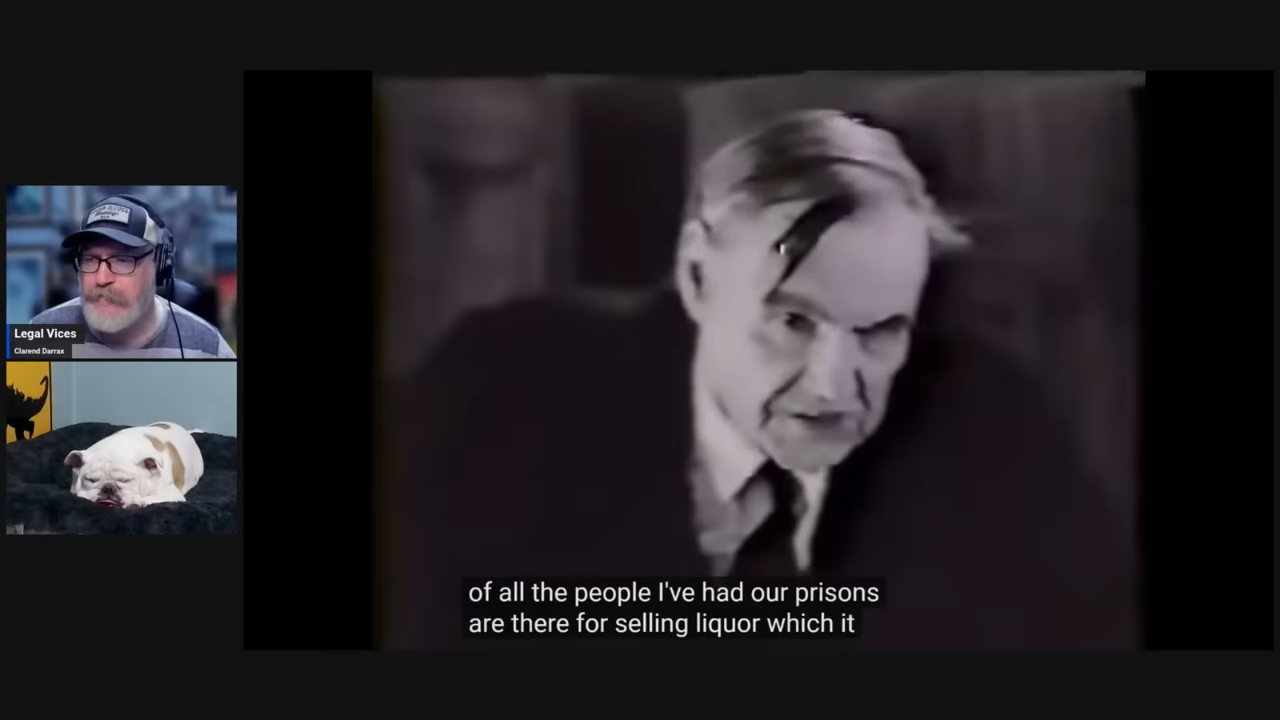 Legal Vices
Clarend Darrax
of all the people I've had our prisons
are there for selling liquor which it